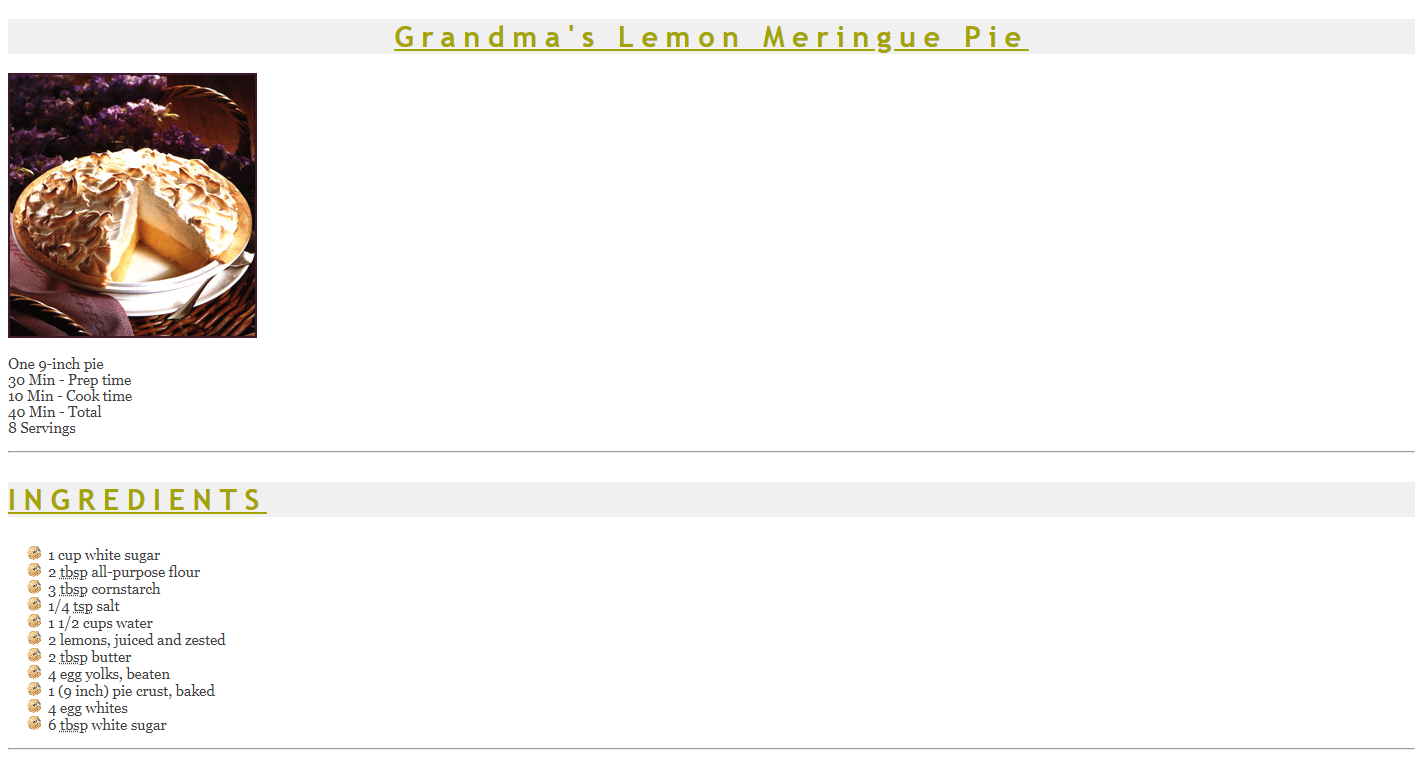 Grandma's Lemon Meringue Pie
One 9-inch pie
30 Min - Prep time
10 Min - Cook time
40 Min - Total
8 Servings
INGREDIENTS
1 cup white sugar
2 tbsp all-purpose flour
3 tbsp cornstarch
1/4 tsp salt
1 1/2 cups water
2 lemons, juiced and zested
2 tbsp butter
4 egg yolks, beaten
1 (9 inch) pie crust, baked
4 egg whites
6 tbsp white sugar